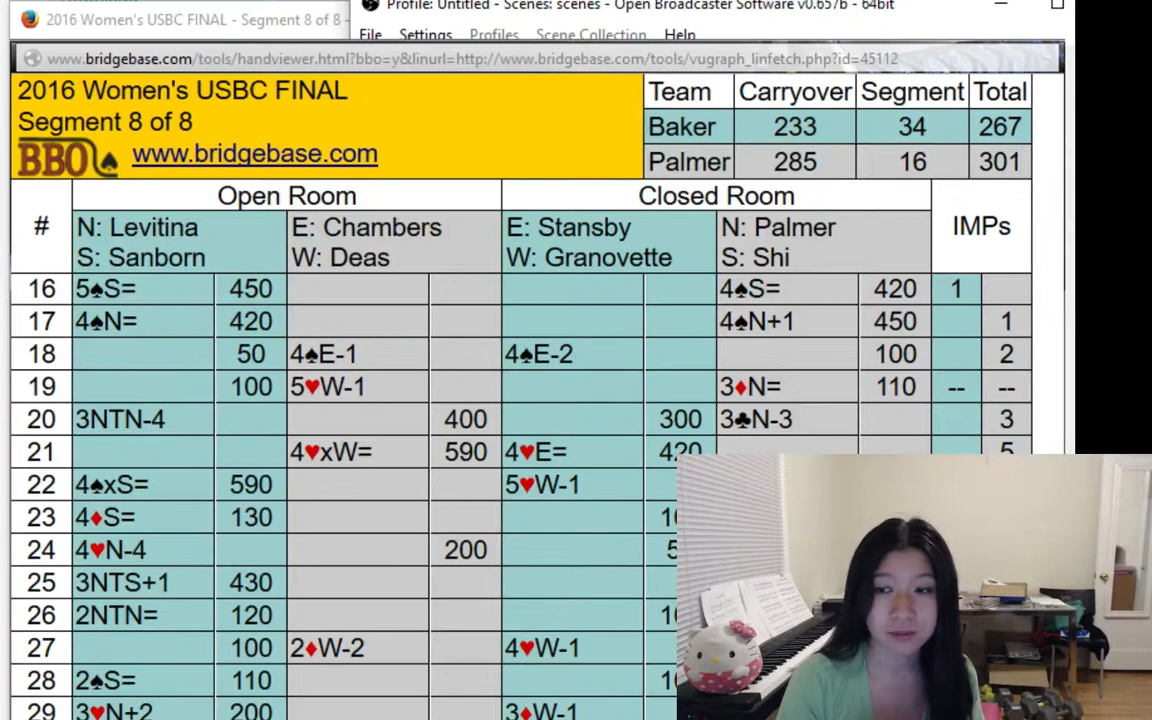 2016 Women's USBC FINAL - Segment 8 of 8 -
Profile: Untitled - Scenes: scenes - Open Broadcaster Software v0.657b - 64bit
File Settings Profiles Scene Collection Help
www.bridgebase.com/tools/handviewer.html?bbo=y&linurl=http://www.bridgebase.com/tools/vugraph_linfetch.php?id=45112
2016 Women's USBC FINAL Team Carryover Segment Total
Segment 8 of 8 Baker 233 34 267
BBO www.bridgebase.com Palmer 285 16 301
Open Room Closed Room
# N: Levitina E: Chambers E: Stansby N: Palmer IMPs
S: Sanborn W: Deas W: Granovette S: Shi
16 5♠S= 450 4♠S= 420 1
17 4♠N= 420 4♠N+1 450 1
18 50 4♠E-1 4♠E-2 100 2
19 100 5♥W-1 3♦N= 110 -- --
20 3NTN-4 400 300 3♣N-3 3
21 4♥xW= 590 4♥E= 420 5
22 4♠xS= 590 5♥W-1
23 4♦S= 130
24 4♥N-4 200
25 3NTS+1 430
26 2NTN= 120
27 100 2♦W-2 4♥W-1
28 2♠S= 110
29 3♥N+2 200 3♦W-1